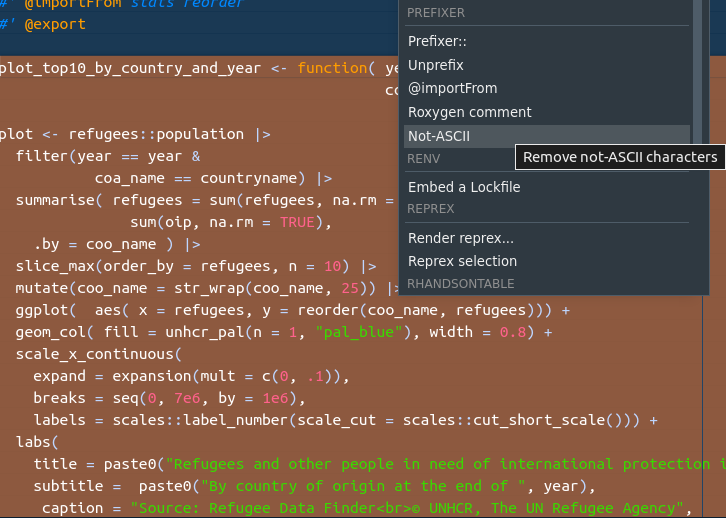 #' @importFrom stats reorder
#' @export
plot_top10_by_country_and_year <- function( ye
co
plot <- refugees::population |>
filter(year == year &
coa_name == countryname) |>
summarise( refugees = sum(refugees, na.rm =
sum(oip, na.rm = TRUE),
.by = coo_name ) |>
slice_max(order_by = refugees, n = 10) |>
mutate(coo_name = str_wrap(coo_name, 25)) |>
ggplot(  aes( x = refugees, y = reorder(coo_name, refugees))) +
geom_col( fill = unhcr_pal(n = 1, "pal_blue"), width = 0.8) +
scale_x_continuous(
expand = expansion(mult = c(0, .1)),
breaks = seq(0, 7e6, by = 1e6),
labels = scales::label_number(scale_cut = scales::cut_short_scale())) +
labs(
title = paste0("Refugees and other people in need of international protection i
subtitle =  paste0("By country of origin at the end of ", year),
caption = "Source: Refugee Data Finder<br>© UNHCR, The UN Refugee Agency",
PREFIXER
Prefixer::
Unprefix
@importFrom
Roxygen comment
Not-ASCII
Remove not-ASCII characters
RENV
Embed a Lockfile
REPREX
Render reprex...
Reprex selection
RHANDSONTABLE